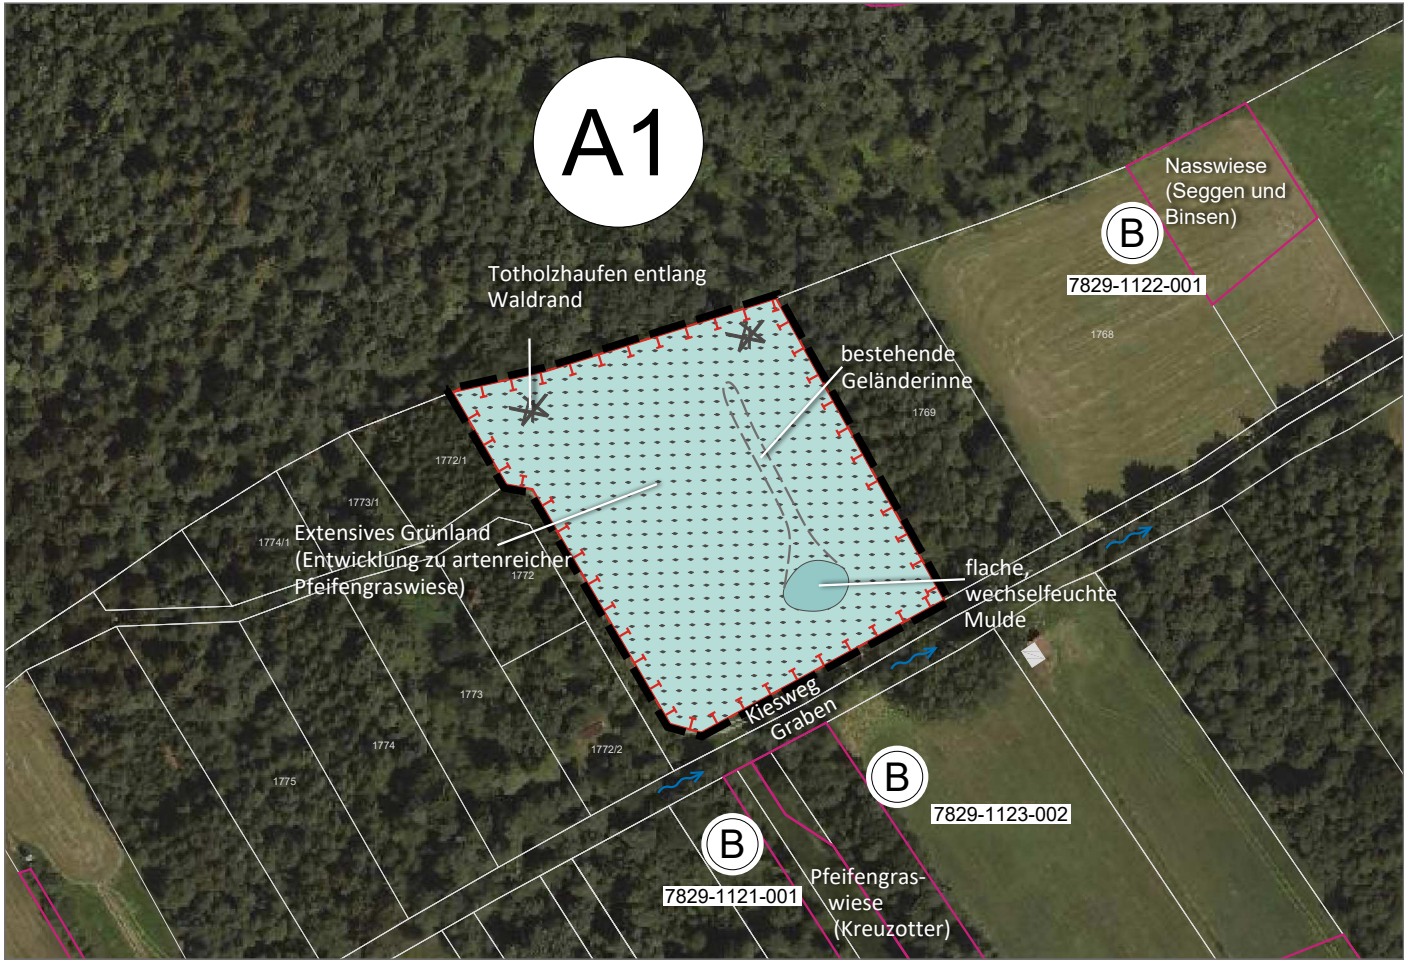 A1
Nasswiese
(Seggen und
Binsen)
B
7829-1122-001
1768
Totholzhaufen entlang
Waldrand
bestehende
Geländerinne
1769
1772/1
1773/1
1774/1
Extensives Grünland
(Entwicklung zu artenreicher
Pfeifengraswiese)
1772
flache,
wechselfeuchte
Mulde
1773
1774
1775
1772/2
Kiesweg
Graben
B
7829-1123-002
B
7829-1121-001
Pfeifengras-
wiese
(Kreuzotter)